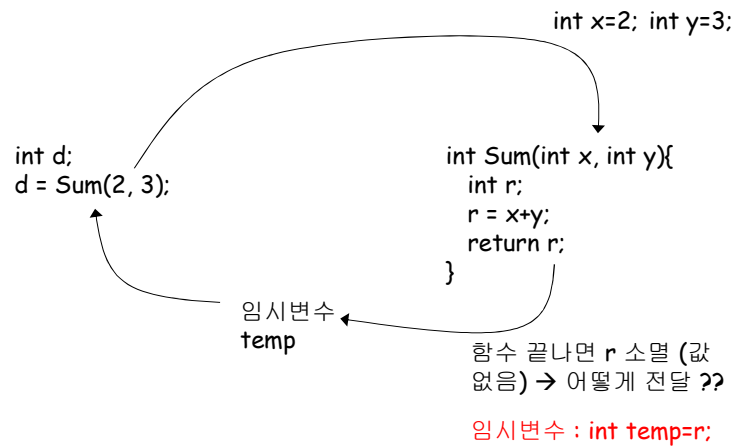 int x=2; int y=3;
int d;
d = Sum(2, 3);
int Sum(int x, int y){
int r;
r = x+y;
return r;
}
임시변수
temp
함수 끝나면 r 소멸 (값
없음) → 어떻게 전달 ??
임시변수 : int temp=r;